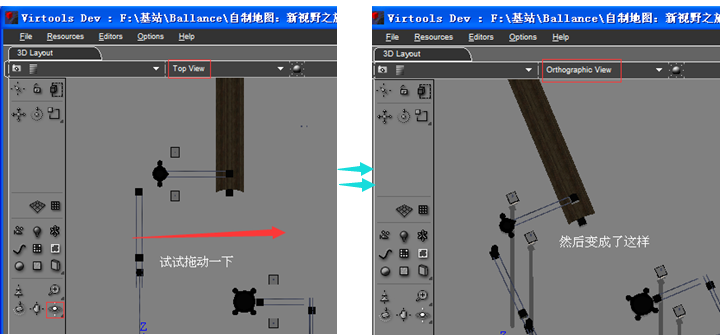 Virtools Dev : F:\基站\Ballance\自制地图：新视野之旅
File Resources Editors Options Help
3D Layout
Top View
试试拖动一下
Z
Virtools Dev : F:\基站\Ballance\自制地图：新视野之
File Resources Editors Options Help
3D Layout
Orthographic View
然后变成了这样
Z